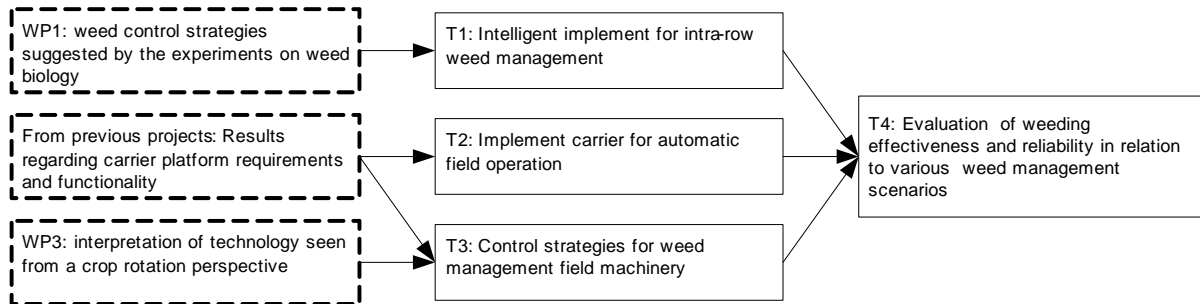 WP1: weed control strategies
suggested by the experiments on weed
biology
T1: Intelligent implement for intra-row
weed management
From previous projects: Results
regarding carrier platform requirements
and functionality
T2: Implement carrier for automatic
field operation
T4: Evaluation of weeding
effectiveness and reliability in relation
to various weed management
scenarios
WP3: interpretation of technology seen
from a crop rotation perspective
T3: Control strategies for weed
management field machinery